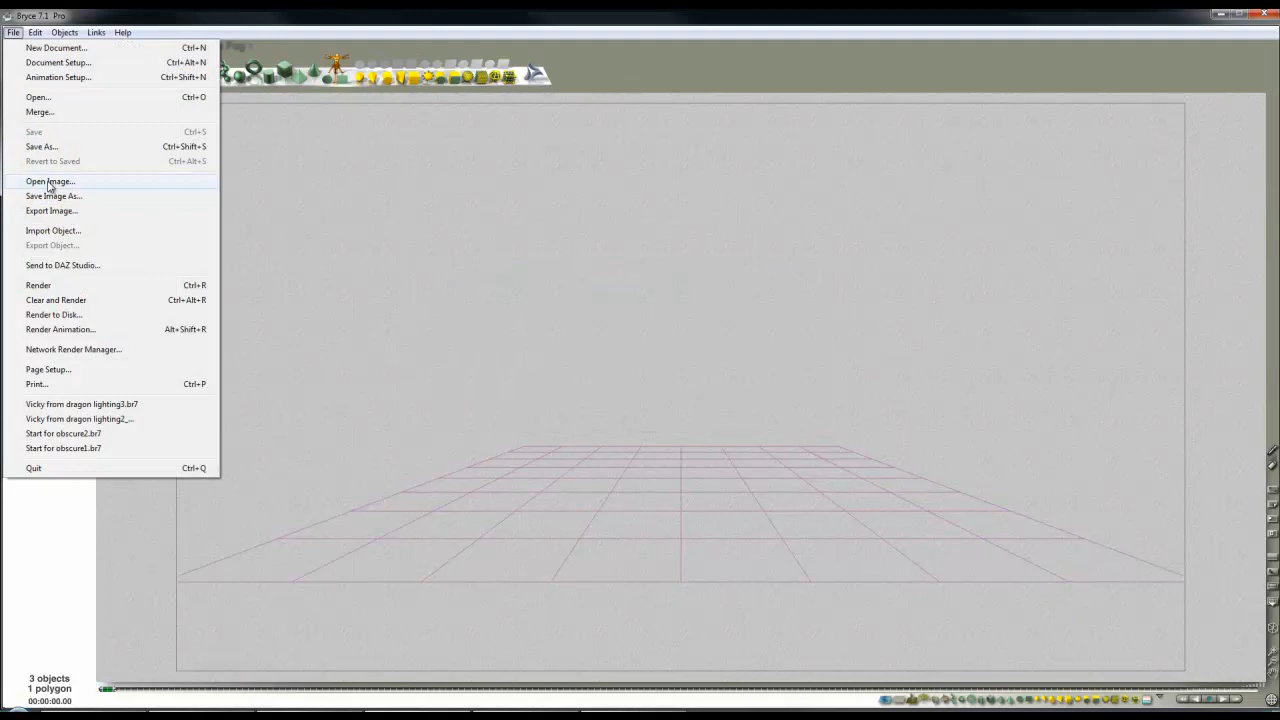 Bryce 7.1 Pro
File Edit Objects Links Help
New Document... Ctrl+N
Document Setup... Ctrl+Alt+N
Animation Setup... Ctrl+Shift+N
Open... Ctrl+O
Merge...
Save Ctrl+S
Save As... Ctrl+Shift+S
Revert to Saved Ctrl+Alt+S
Open Image...
Save Image As...
Export Image...
Import Object...
Export Object...
Send to DAZ Studio...
Render Ctrl+R
Clear and Render Ctrl+Alt+R
Render to Disk...
Render Animation... Alt+Shift+R
Network Render Manager...
Page Setup...
Print... Ctrl+P
Vicky from dragon lighting3.br7
Vicky from dragon lighting2_...
Start for obscure2.br7
Start for obscure1.br7
Quit Ctrl+Q
3 objects
1 polygon
00:00:00.00